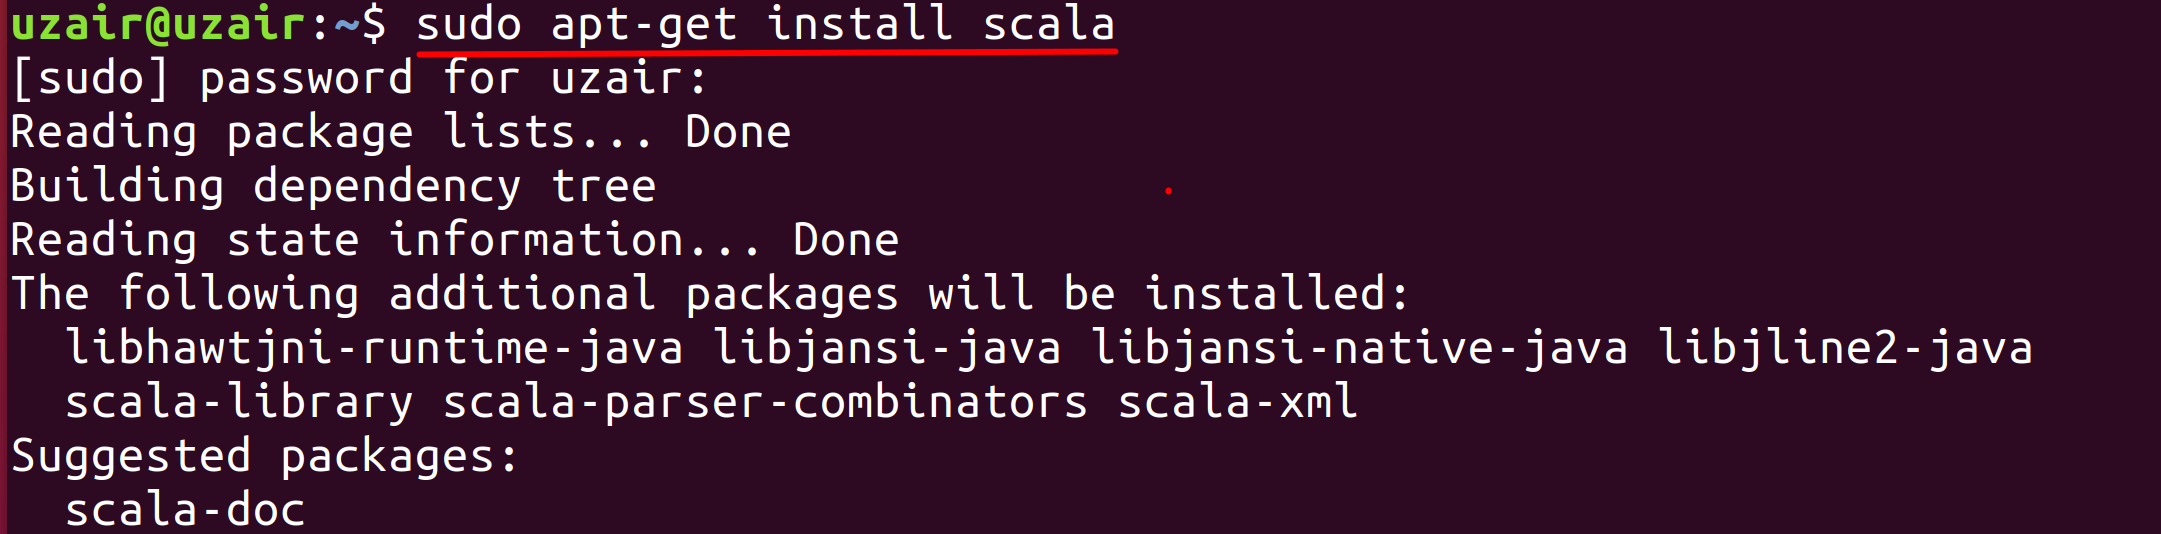 uzair@uzair:~$ sudo apt-get install scala
[sudo] password for uzair:
Reading package lists... Done
Building dependency tree
Reading state information... Done
The following additional packages will be installed:
  libhawtjni-runtime-java libjansi-java libjansi-native-java libjline2-java
  scala-library scala-parser-combinators scala-xml
Suggested packages:
  scala-doc